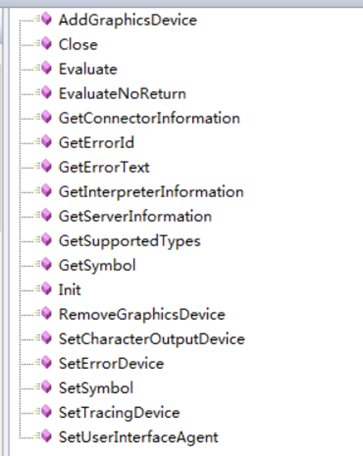 AddGraphicsDevice
Close
Evaluate
EvaluateNoReturn
GetConnectorInformation
GetErrorId
GetErrorText
GetInterpreterInformation
GetServerInformation
GetSupportedTypes
GetSymbol
Init
RemoveGraphicsDevice
SetCharacterOutputDevice
SetErrorDevice
SetSymbol
SetTracingDevice
SetUserInterfaceAgent